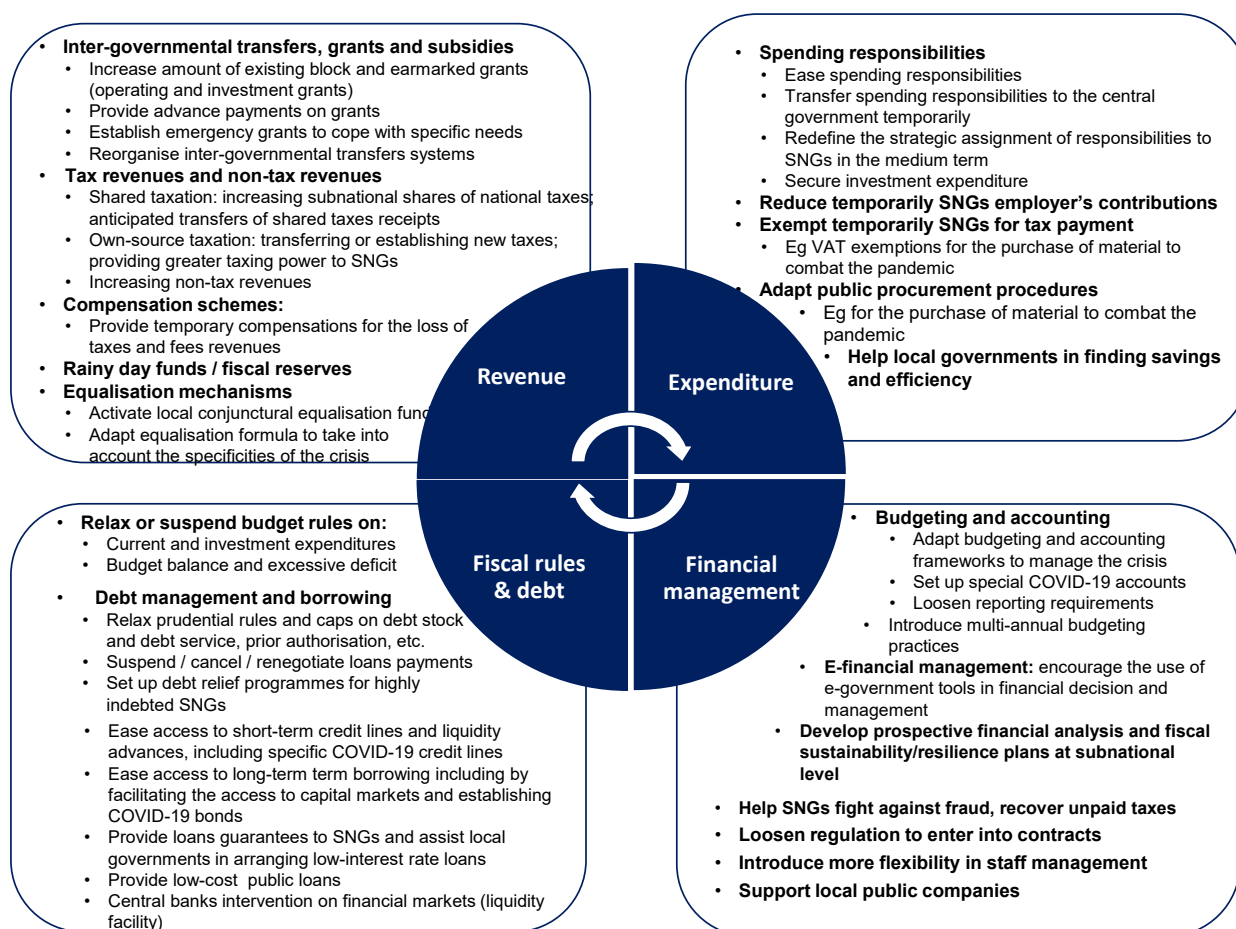 • Inter-governmental transfers, grants and subsidies
• Increase amount of existing block and earmarked grants
(operating and investment grants)
• Provide advance payments on grants
• Establish emergency grants to cope with specific needs
• Reorganise inter-governmental transfers systems
• Tax revenues and non-tax revenues
• Shared taxation: increasing subnational shares of national taxes;
anticipated transfers of shared taxes receipts
• Own-source taxation: transferring or establishing new taxes;
providing greater taxing power to SNGs
• Increasing non-tax revenues
• Compensation schemes:
• Provide temporary compensations for the loss of
taxes and fees revenues
• Rainy day funds / fiscal reserves
• Equalisation mechanisms
• Activate local conjunctural equalisation fund
• Adapt equalisation formula to take into
account the specificities of the crisis
• Spending responsibilities
• Ease spending responsibilities
• Transfer spending responsibilities to the central
government temporarily
• Redefine the strategic assignment of responsibilities to
SNGs in the medium term
• Secure investment expenditure
• Reduce temporarily SNGs employer's contributions
• Exempt temporarily SNGs for tax payment
• Eg VAT exemptions for the purchase of material to
combat the pandemic
• Adapt public procurement procedures
• Eg for the purchase of material to combat the
pandemic
• Help local governments in finding savings
and efficiency
Revenue
Expenditure
Fiscal rules
& debt
Financial
management
• Relax or suspend budget rules on:
• Current and investment expenditures
• Budget balance and excessive deficit
• Debt management and borrowing
• Relax prudential rules and caps on debt stock
and debt service, prior authorisation, etc.
• Suspend / cancel / renegotiate loans payments
• Set up debt relief programmes for highly
indebted SNGs
• Ease access to short-term credit lines and liquidity
advances, including specific COVID-19 credit lines
• Ease access to long-term term borrowing including by
facilitating the access to capital markets and establishing
COVID-19 bonds
• Provide loans guarantees to SNGs and assist local
governments in arranging low-interest rate loans
• Provide low-cost public loans
• Central banks intervention on financial markets (liquidity
facility)
• Budgeting and accounting
• Adapt budgeting and accounting
frameworks to manage the crisis
• Set up special COVID-19 accounts
• Loosen reporting requirements
• Introduce multi-annual budgeting
practices
• E-financial management: encourage the use of
e-government tools in financial decision and
management
• Develop prospective financial analysis and fiscal
sustainability/resilience plans at subnational
level
• Help SNGs fight against fraud, recover unpaid taxes
• Loosen regulation to enter into contracts
• Introduce more flexibility in staff management
• Support local public companies